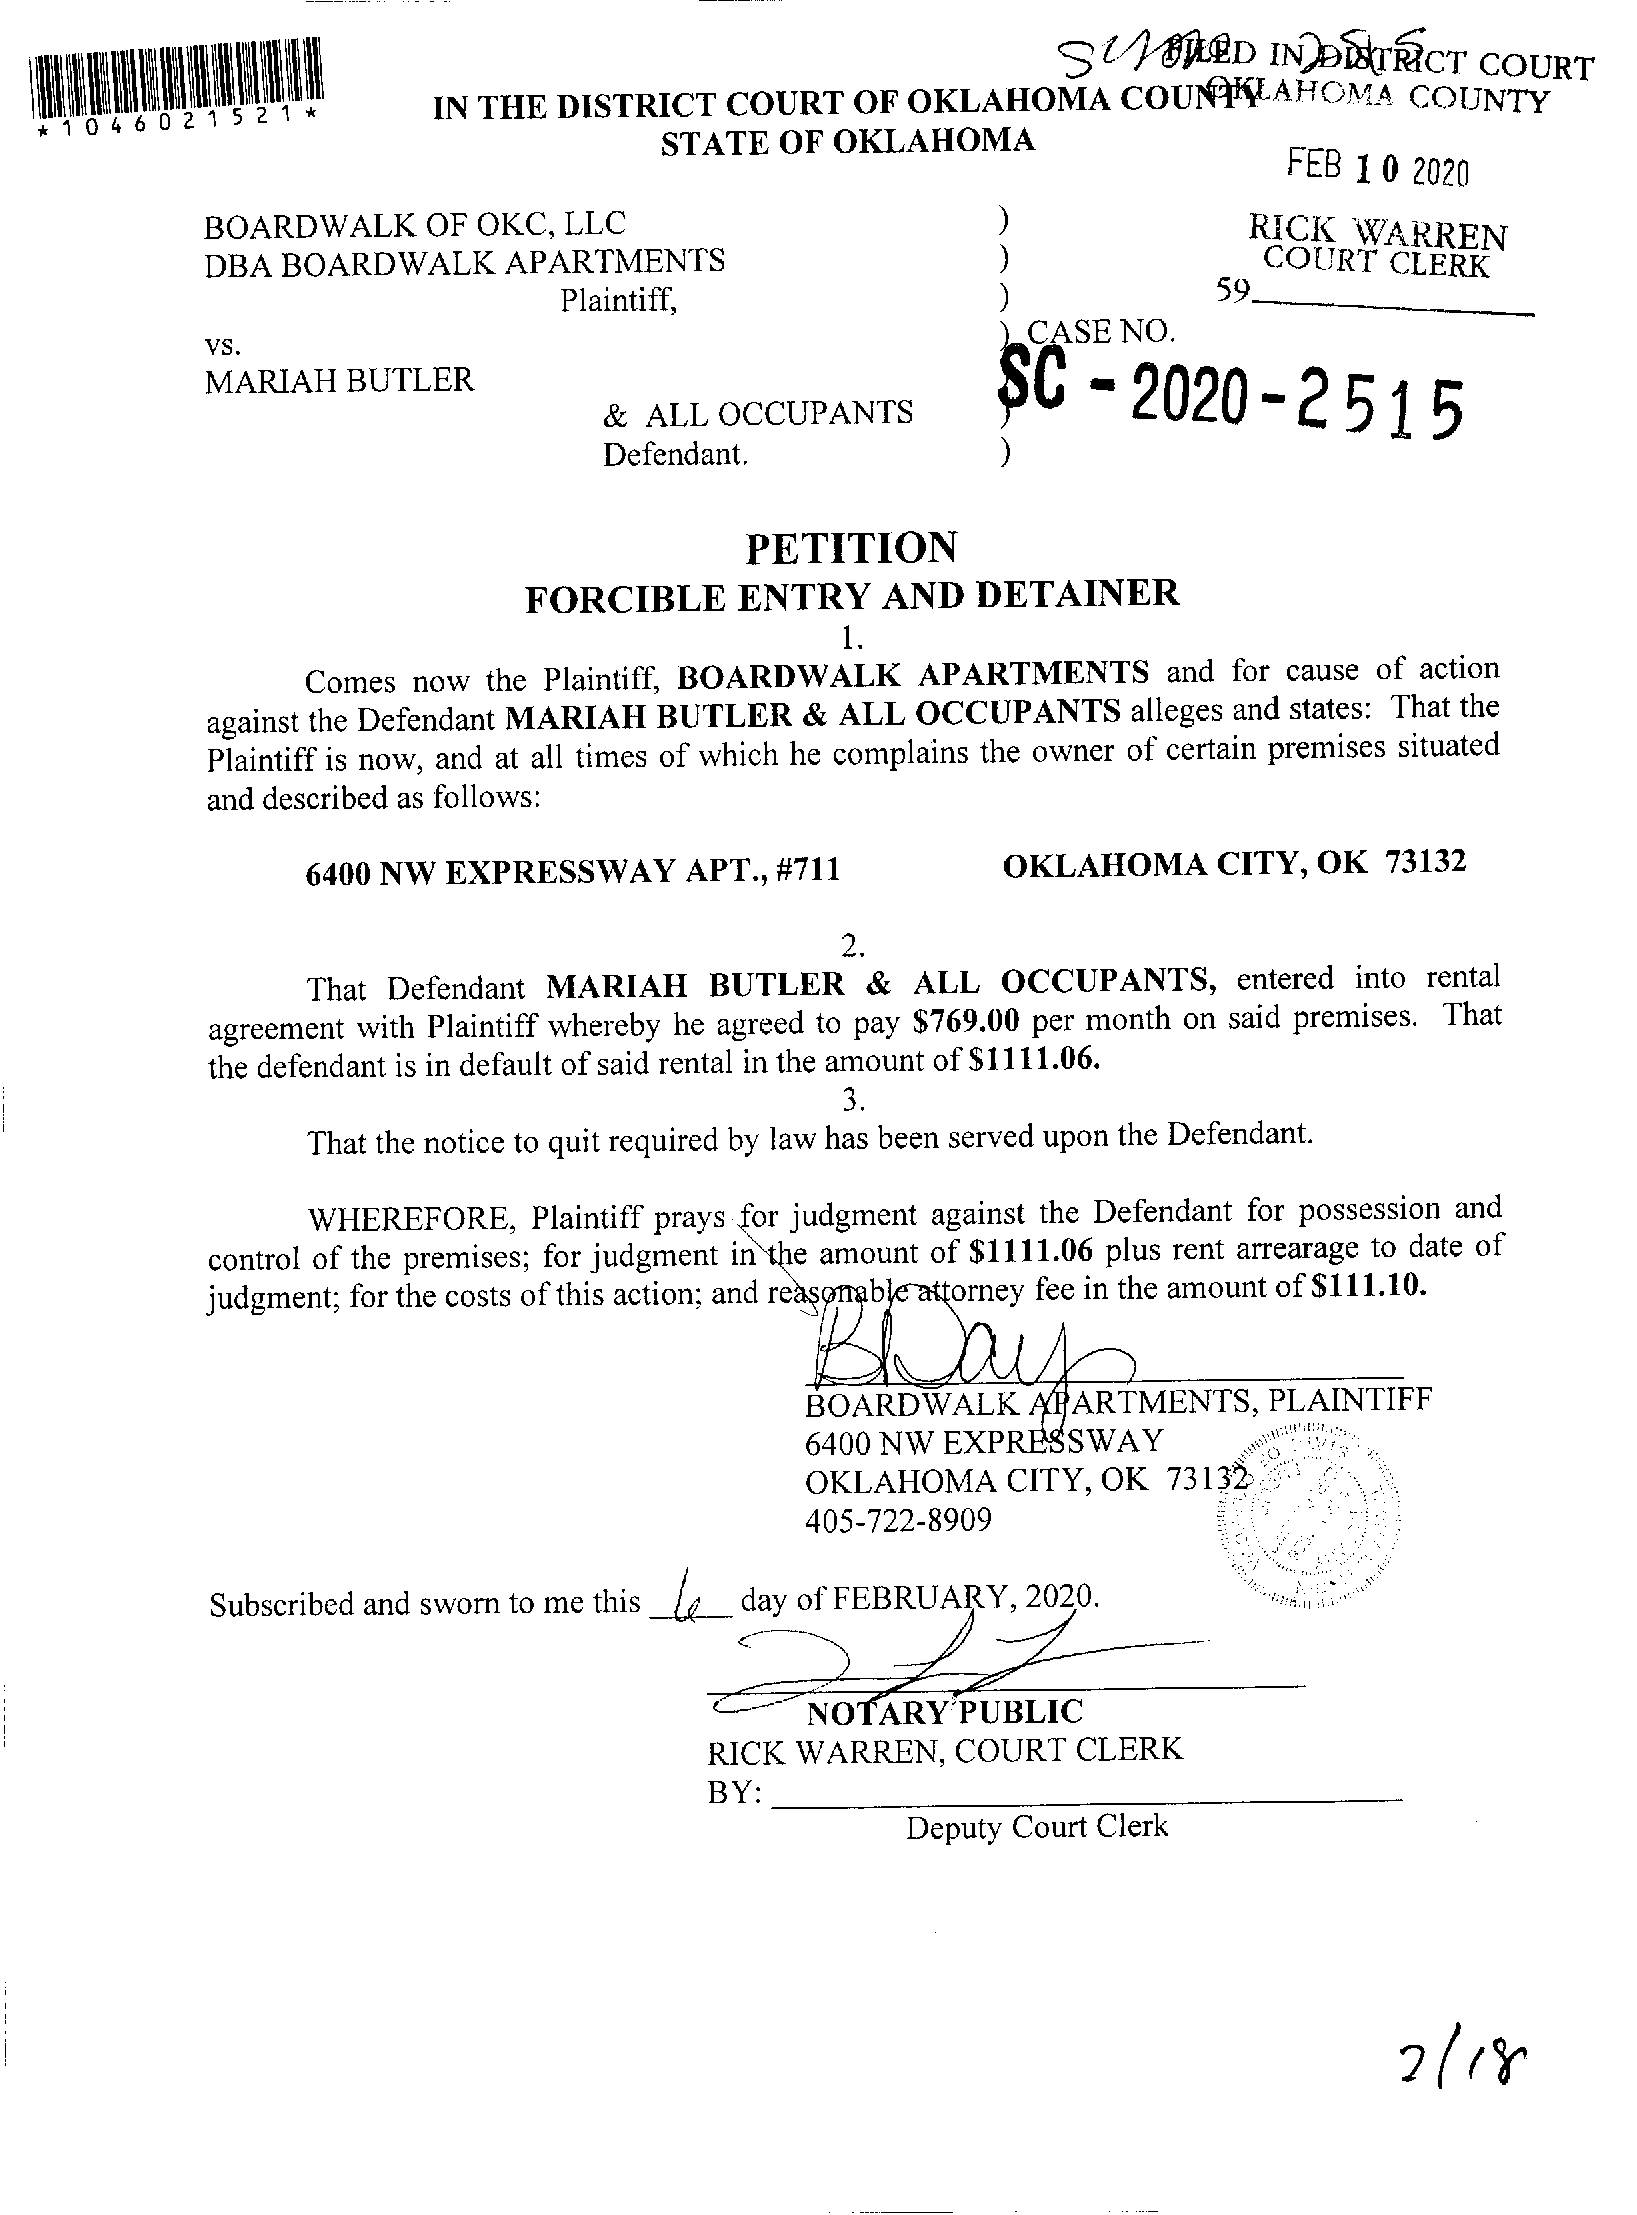 *1046021521*
FILED IN DISTRICT COURT
OKLAHOMA COUNTY
IN THE DISTRICT COURT OF OKLAHOMA COUNTY
STATE OF OKLAHOMA
FEB 10 2020
RICK WARREN
COURT CLERK
59
BOARDWALK OF OKC, LLC )
DBA BOARDWALK APARTMENTS )
Plaintiff, )
vs. ) CASE NO.
MARIAH BUTLER SC-2020-2515
& ALL OCCUPANTS )
Defendant. )
PETITION
FORCIBLE ENTRY AND DETAINER
1.
Comes now the Plaintiff, BOARDWALK APARTMENTS and for cause of action
against the Defendant MARIAH BUTLER & ALL OCCUPANTS alleges and states: That the
Plaintiff is now, and at all times of which he complains the owner of certain premises situated
and described as follows:
6400 NW EXPRESSWAY APT., #711 OKLAHOMA CITY, OK 73132
2.
That Defendant MARIAH BUTLER & ALL OCCUPANTS, entered into rental
agreement with Plaintiff whereby he agreed to pay $769.00 per month on said premises. That
the defendant is in default of said rental in the amount of $1111.06.
3.
That the notice to quit required by law has been served upon the Defendant.
WHEREFORE, Plaintiff prays for judgment against the Defendant for possession and
control of the premises; for judgment in the amount of $1111.06 plus rent arrearage to date of
judgment; for the costs of this action; and reasonable attorney fee in the amount of $111.10.
BOARDWALK APARTMENTS, PLAINTIFF
6400 NW EXPRESSWAY
OKLAHOMA CITY, OK 73132
405-722-8909
Subscribed and sworn to me this 6 day of FEBRUARY, 2020.
NOTARY PUBLIC
RICK WARREN, COURT CLERK
BY:
Deputy Court Clerk
2/18